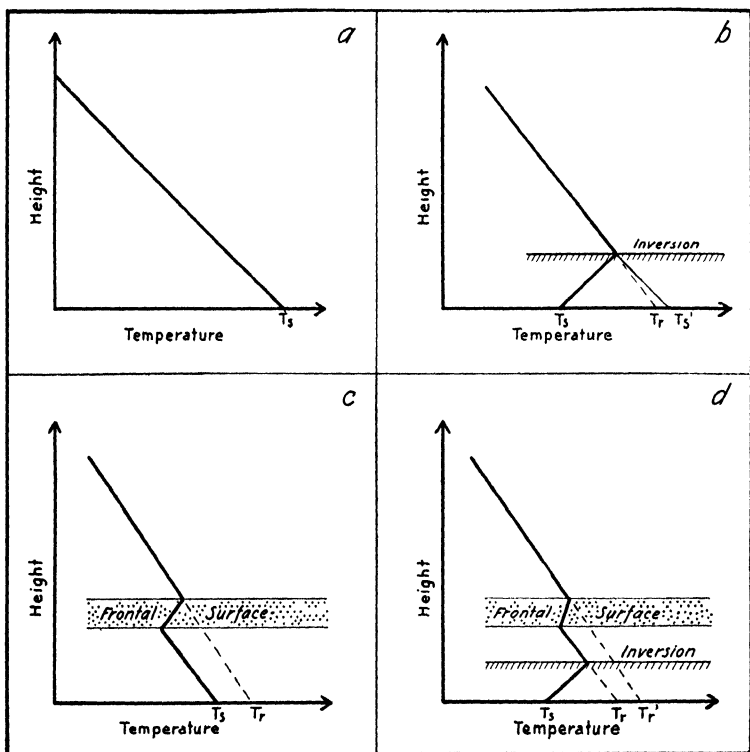 a
Height
Ts
Temperature
b
Height
Inversion
Ts Tr Ts'
Temperature
c
Height
Frontal Surface
Ts Tr
Temperature
d
Height
Frontal Surface
Inversion
Ts Tr Tr'
Temperature